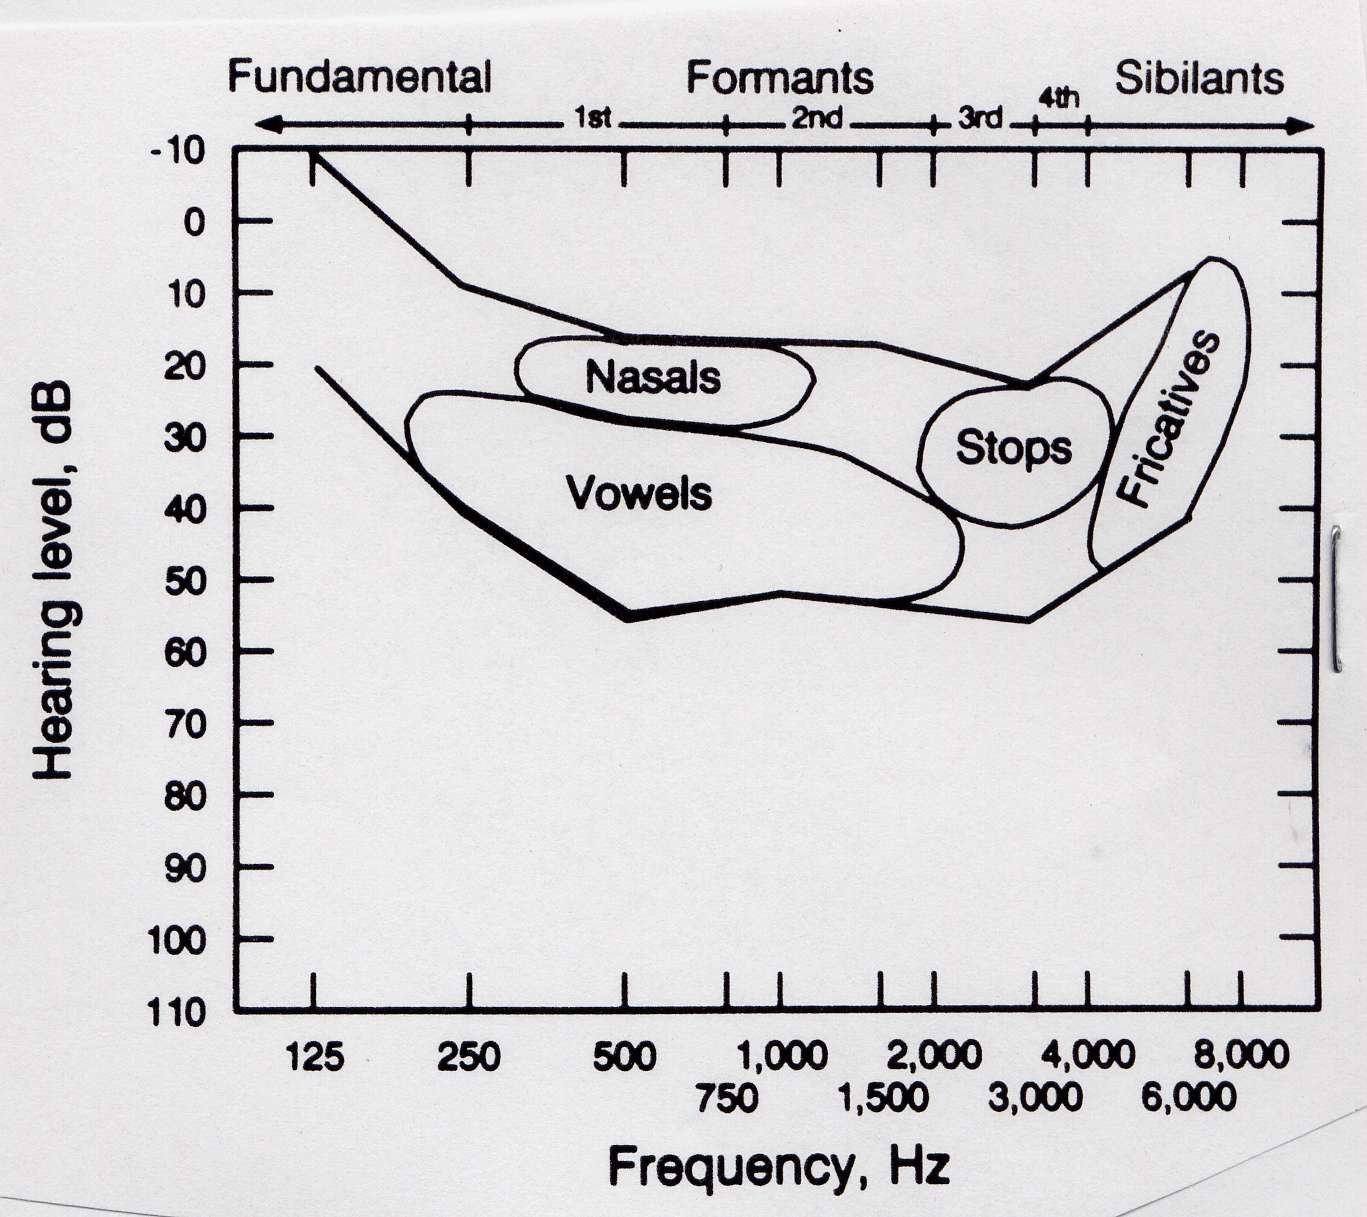 Fundamental Formants Sibilants
1st 2nd 3rd 4th
-10
0
10
20
30
40
50
60
70
80
90
100
110
Hearing level, dB
Nasals
Vowels
Stops
Fricatives
125 250 500 1,000 2,000 4,000 8,000
750 1,500 3,000 6,000
Frequency, Hz